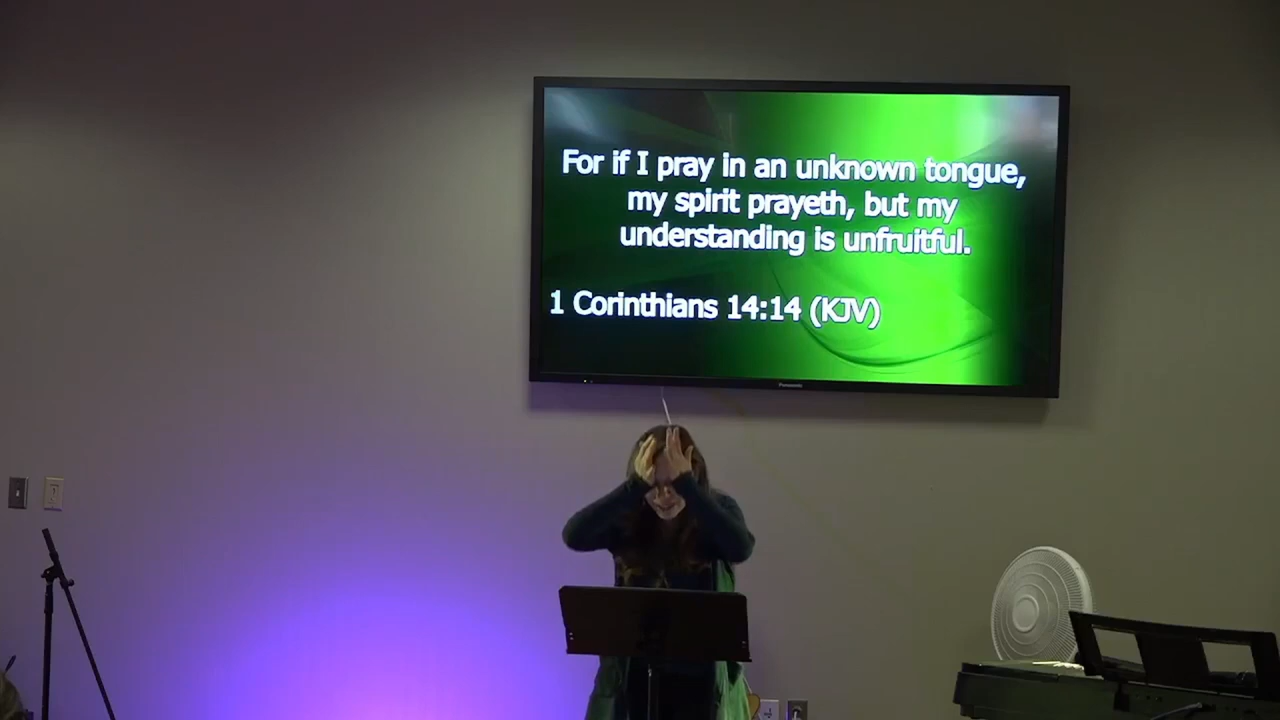 For if I pray in an unknown tongue,
my spirit prayeth, but my
understanding is unfruitful.
1 Corinthians 14:14 (KJV)
Panasonic